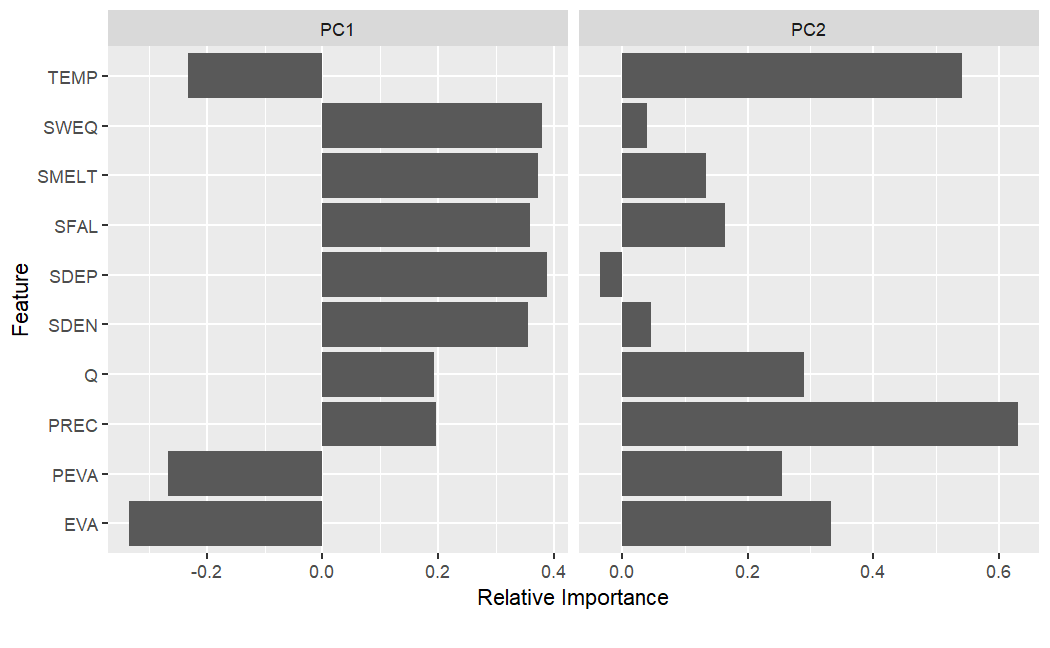 PC1
PC2
TEMP
SWEQ
SMELT
SFAL
SDEP
SDEN
Q
PREC
PEVA
EVA
Feature
-0.2 0.0 0.2 0.4 0.0 0.2 0.4 0.6
Relative Importance